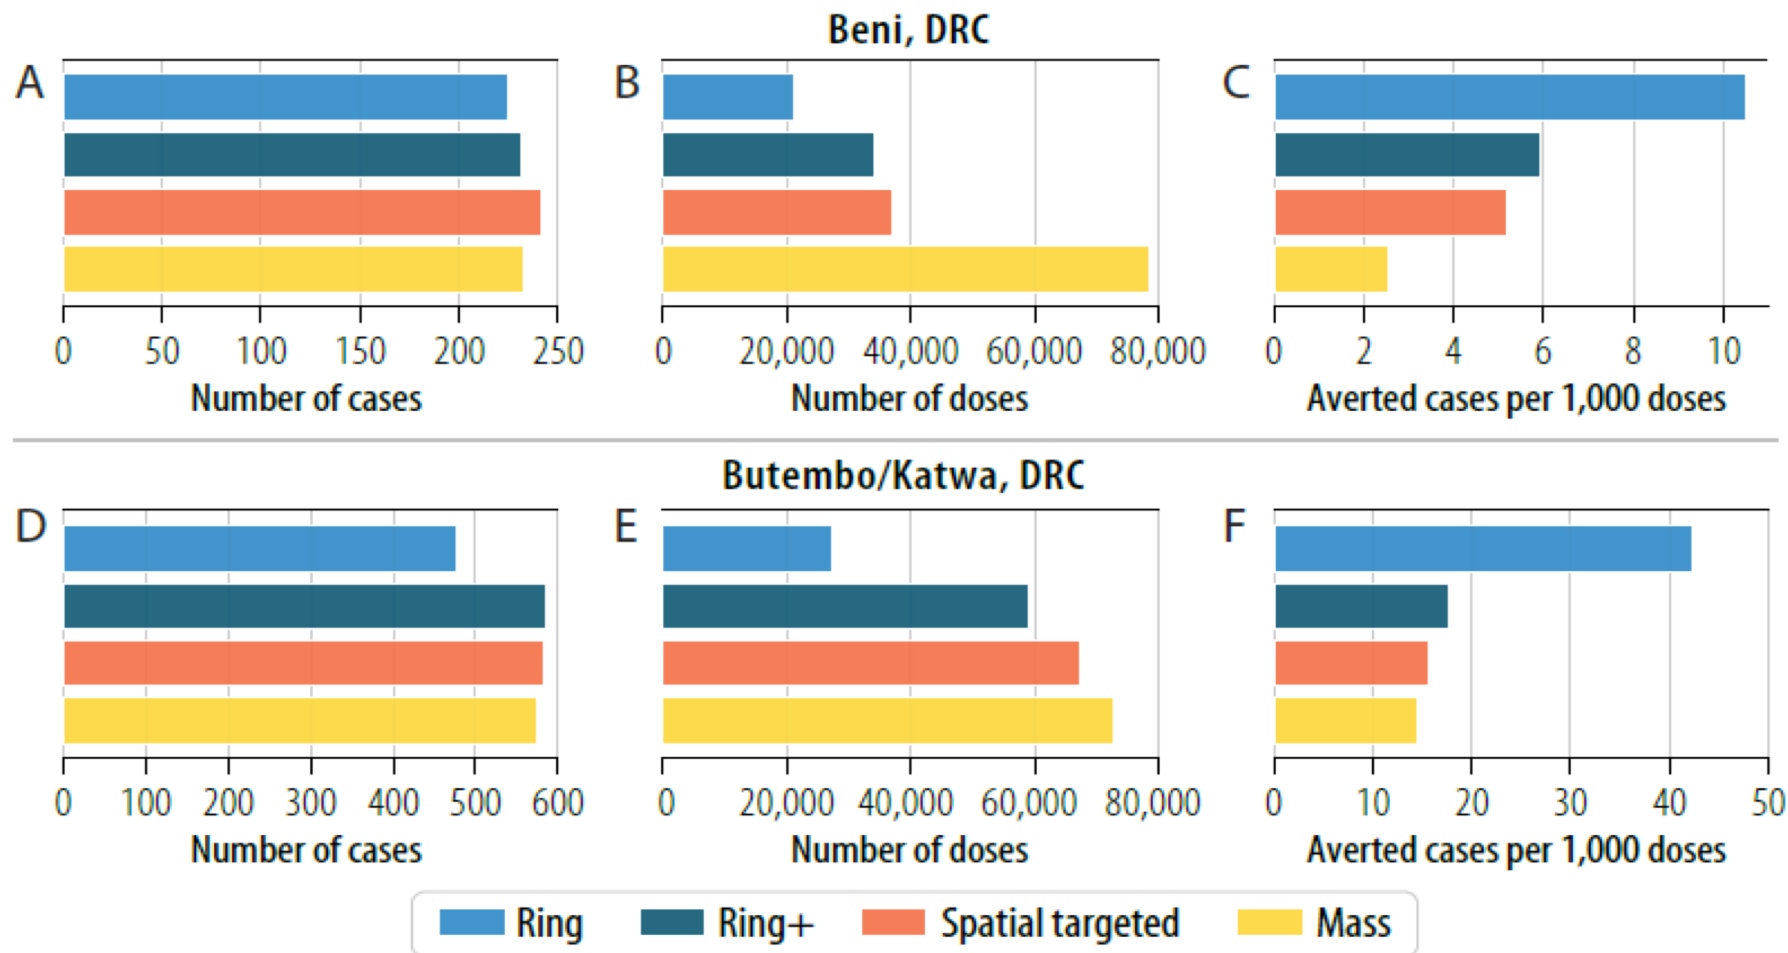 Beni, DRC
A B C
0 50 100 150 200 250 0 20,000 40,000 60,000 80,000 0 2 4 6 8 10
Number of cases Number of doses Averted cases per 1,000 doses
Butembo/Katwa, DRC
D E F
0 100 200 300 400 500 600 0 20,000 40,000 60,000 80,000 0 10 20 30 40 50
Number of cases Number of doses Averted cases per 1,000 doses
Ring Ring+ Spatial targeted Mass